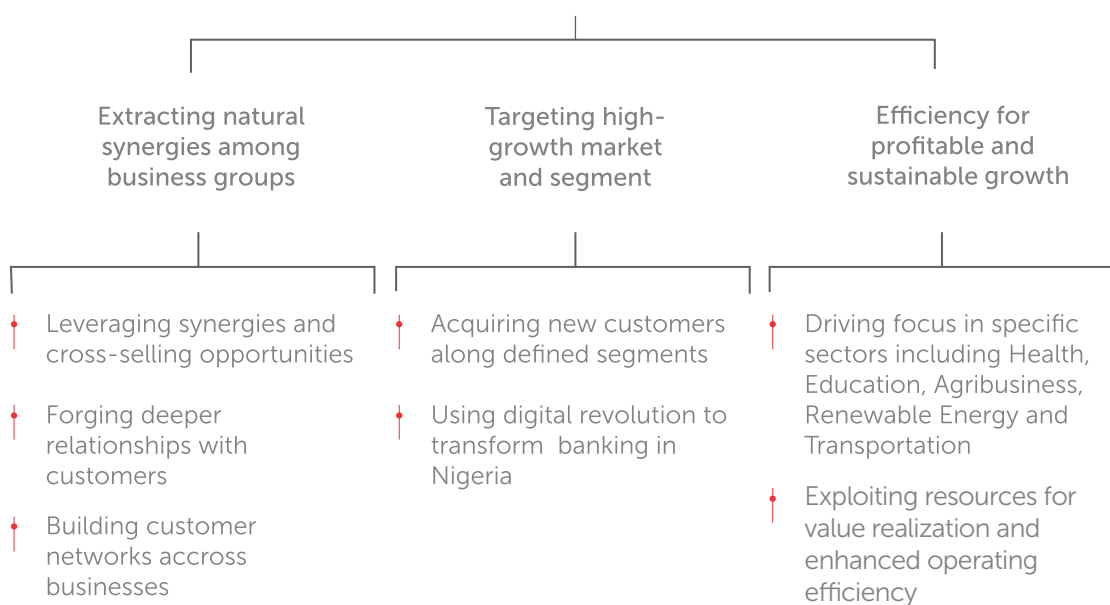 Extracting natural
synergies among
business groups
Targeting high-
growth market
and segment
Efficiency for
profitable and
sustainable growth
Leveraging synergies and
cross-selling opportunities
Forging deeper
relationships with
customers
Building customer
networks accross
businesses
Acquiring new customers
along defined segments
Using digital revolution to
transform  banking in
Nigeria
Driving focus in specific
sectors including Health,
Education, Agribusiness,
Renewable Energy and
Transportation
Exploiting resources for
value realization and
enhanced operating
efficiency